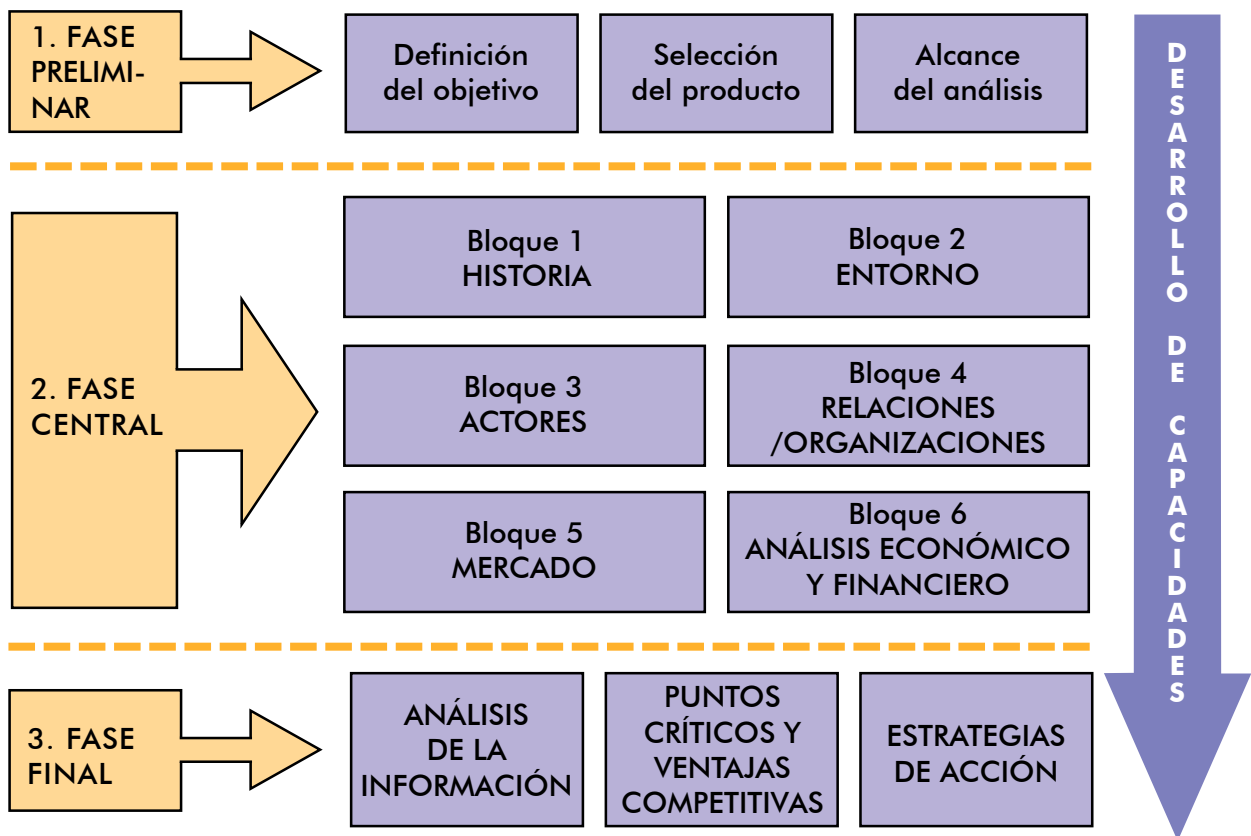 1. FASE
PRELIMI-
NAR
Definición
del objetivo
Selección
del producto
Alcance
del análisis
2. FASE
CENTRAL
Bloque 1
HISTORIA
Bloque 2
ENTORNO
Bloque 3
ACTORES
Bloque 4
RELACIONES
/ORGANIZACIONES
Bloque 5
MERCADO
Bloque 6
ANÁLISIS ECONÓMICO
Y FINANCIERO
3. FASE
FINAL
ANÁLISIS
DE LA
INFORMACIÓN
PUNTOS
CRÍTICOS Y
VENTAJAS
COMPETITIVAS
ESTRATEGIAS
DE ACCIÓN
DESARROLLO DE CAPACIDADES